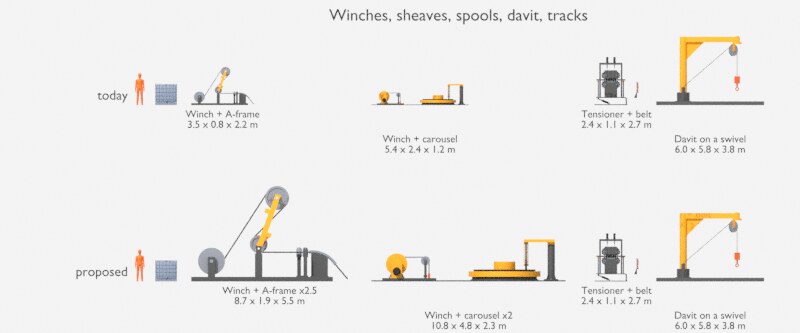 Winches, sheaves, spools, davit, tracks
today
Winch + A-frame
3.5 x 0.8 x 2.2 m
Winch + carousel
5.4 x 2.4 x 1.2 m
Tensioner + belt
2.4 x 1.1 x 2.7 m
Davit on a swivel
6.0 x 5.8 x 3.8 m
proposed
Winch + A-frame x2.5
8.7 x 1.9 x 5.5 m
Winch + carousel x2
10.8 x 4.8 x 2.3 m
Tensioner + belt
2.4 x 1.1 x 2.7 m
Davit on a swivel
6.0 x 5.8 x 3.8 m